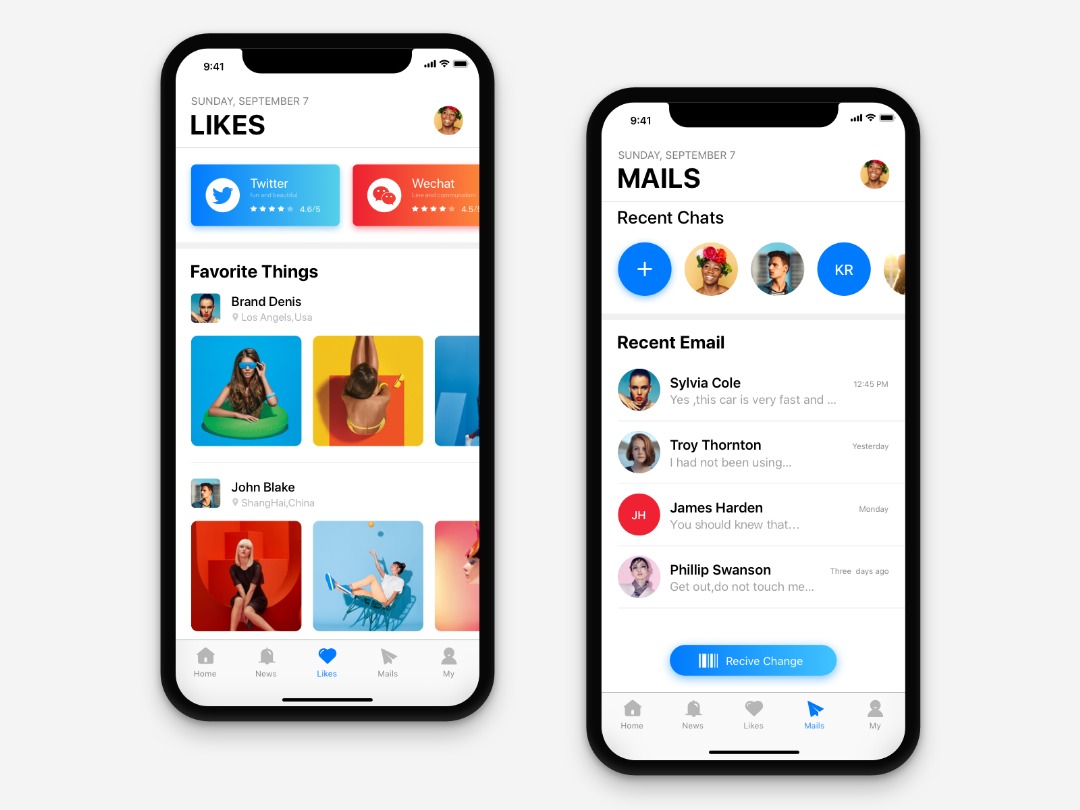 9:41
SUNDAY, SEPTEMBER 7
LIKES
Twitter
fun and beautiful
4.6/5
Wechat
Line and communation
4.5/5
Favorite Things
Brand Denis
Los Angels,Usa
John Blake
ShangHai,China
Home News Likes Mails My
9:41
SUNDAY, SEPTEMBER 7
MAILS
Recent Chats
KR
Recent Email
Sylvia Cole 12:45 PM
Yes ,this car is very fast and ...
Troy Thornton Yesterday
I had not been using...
JH
James Harden Monday
You should knew that...
Phillip Swanson Three days ago
Get out,do not touch me...
Recive Change
Home News Likes Mails My